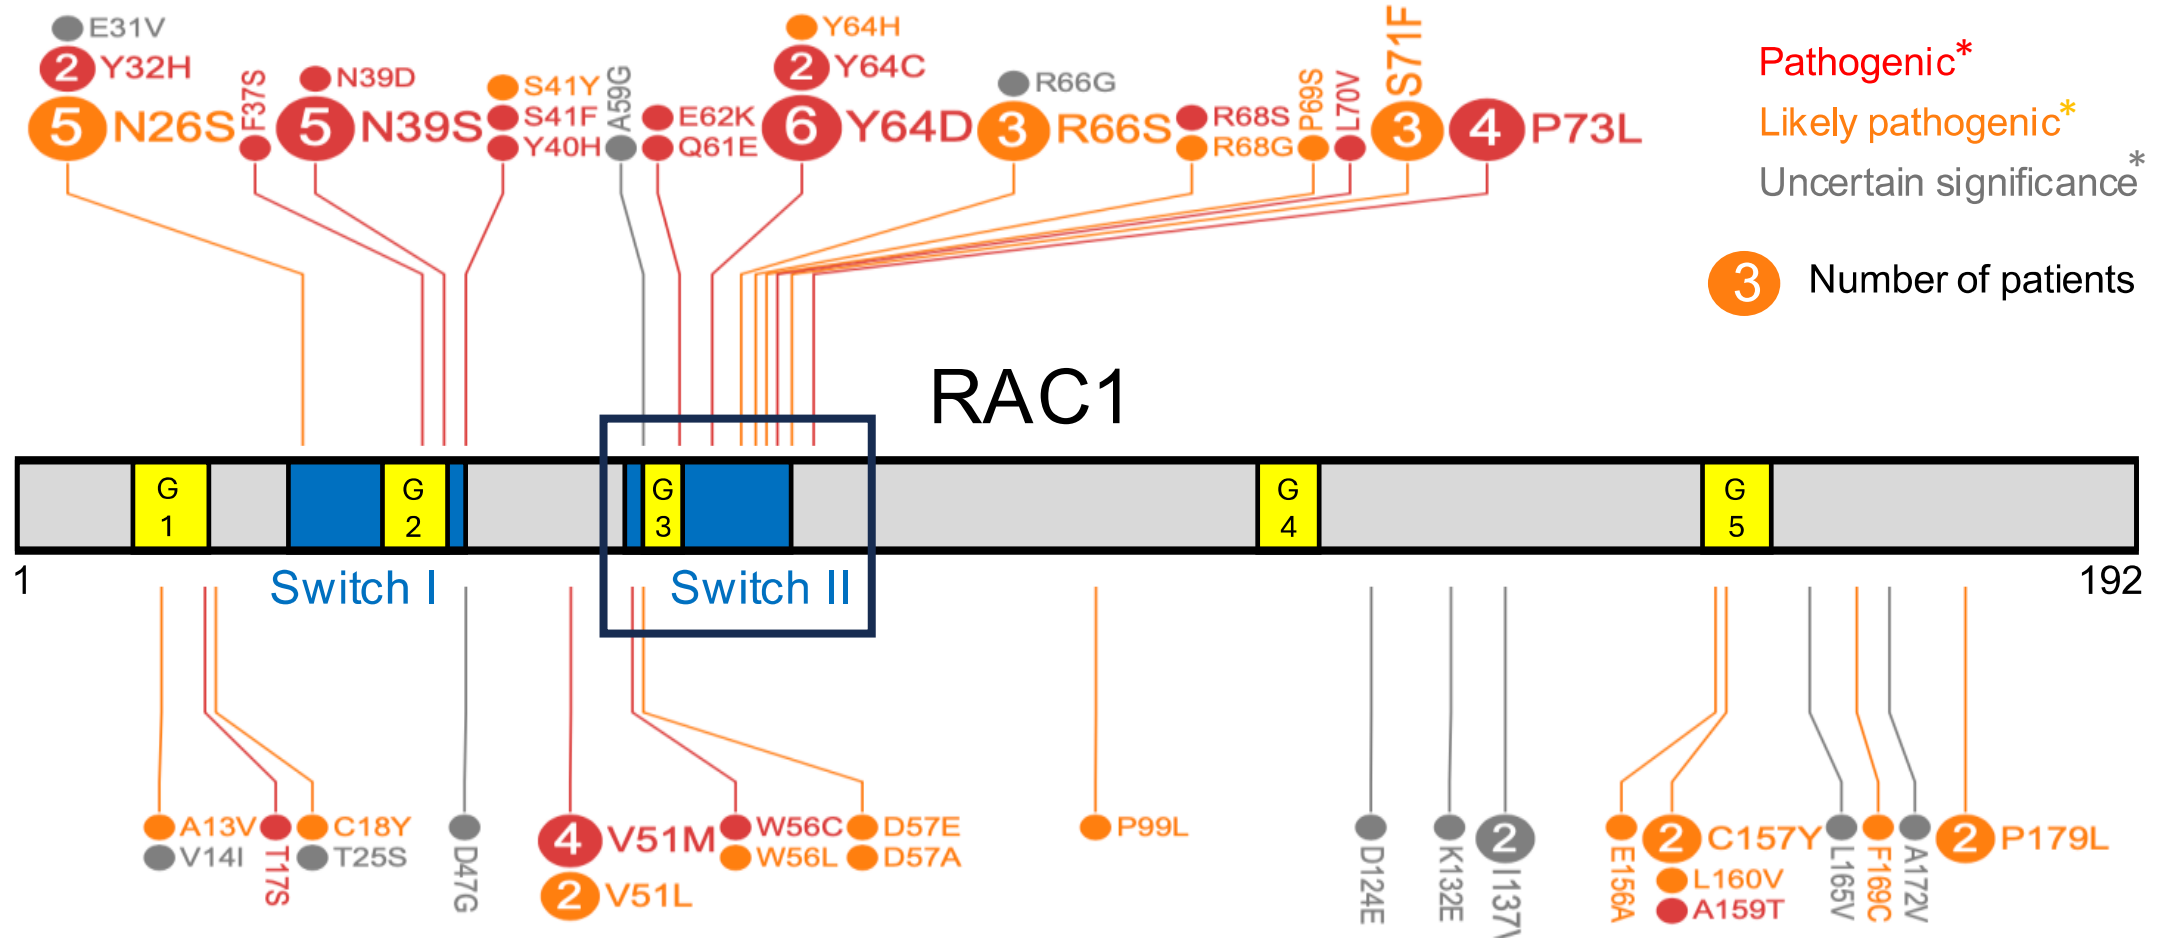 E31V
2 Y32H
5 N26S
F37S
N39D
5 N39S
S41Y
S41F
Y40H
A59G
E62K
Q61E
Y64H
2 Y64C
6 Y64D
R66G
3 R66S
R68S
R68G
P69S
L70V
3 S71F
4 P73L
Pathogenic*
Likely pathogenic*
Uncertain significance*
3 Number of patients
RAC1
G
1
G
2
G
3
G
4
G
5
1
Switch I
Switch II
192
A13V
V14I
T17S
C18Y
T25S
D47G
4 V51M
2 V51L
W56C
W56L
D57E
D57A
P99L
D124E
K132E
2 I137V
E156A
2 C157Y
L160V
A159T
L165V
F169C
A172V
2 P179L